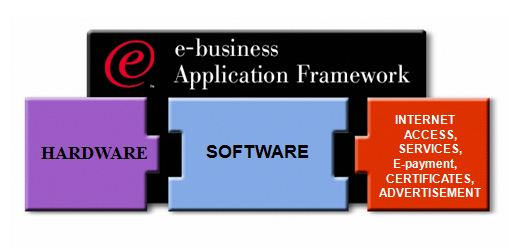 e-business
Application Framework
HARDWARE
SOFTWARE
INTERNET
ACCESS,
SERVICES,
E-payment,
CERTIFICATES,
ADVERTISEMENT